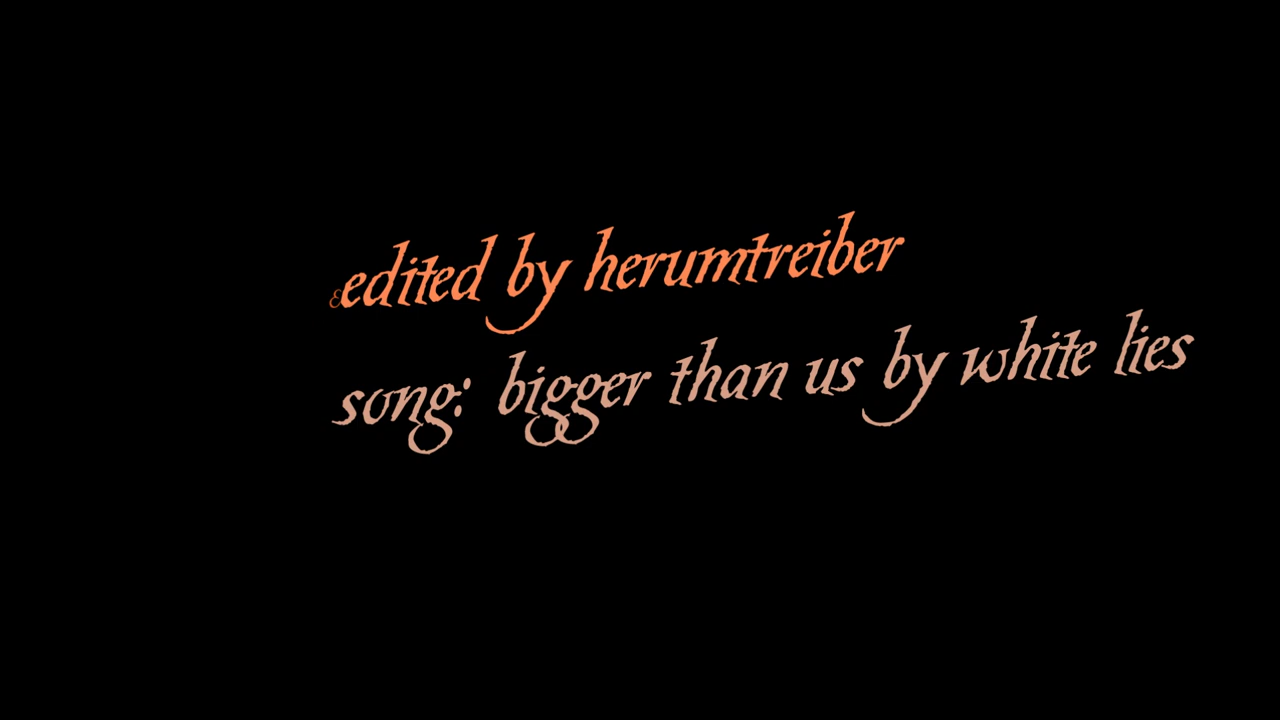 edited by herumtreiber
song: bigger than us by white lies